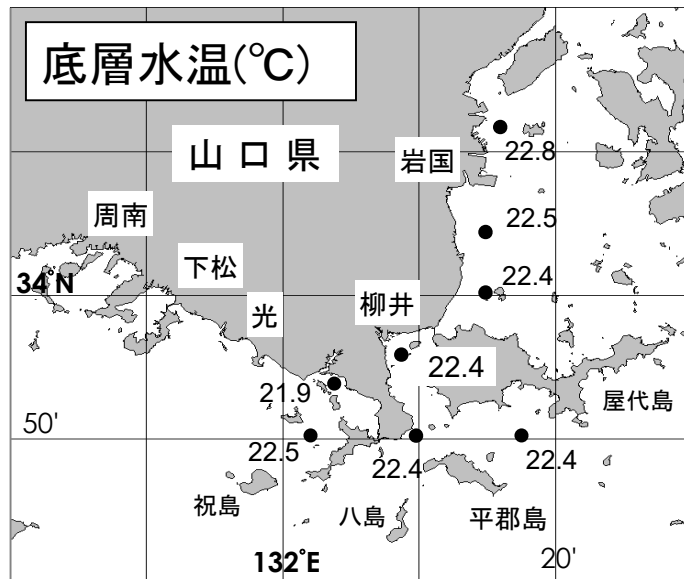 底層水温(℃)
山口県
岩国
22.8
周南
22.5
下松
34°N
22.4
光
柳井
22.4
21.9
屋代島
50'
22.5
22.4
22.4
祝島
八島
平郡島
132°E
20'